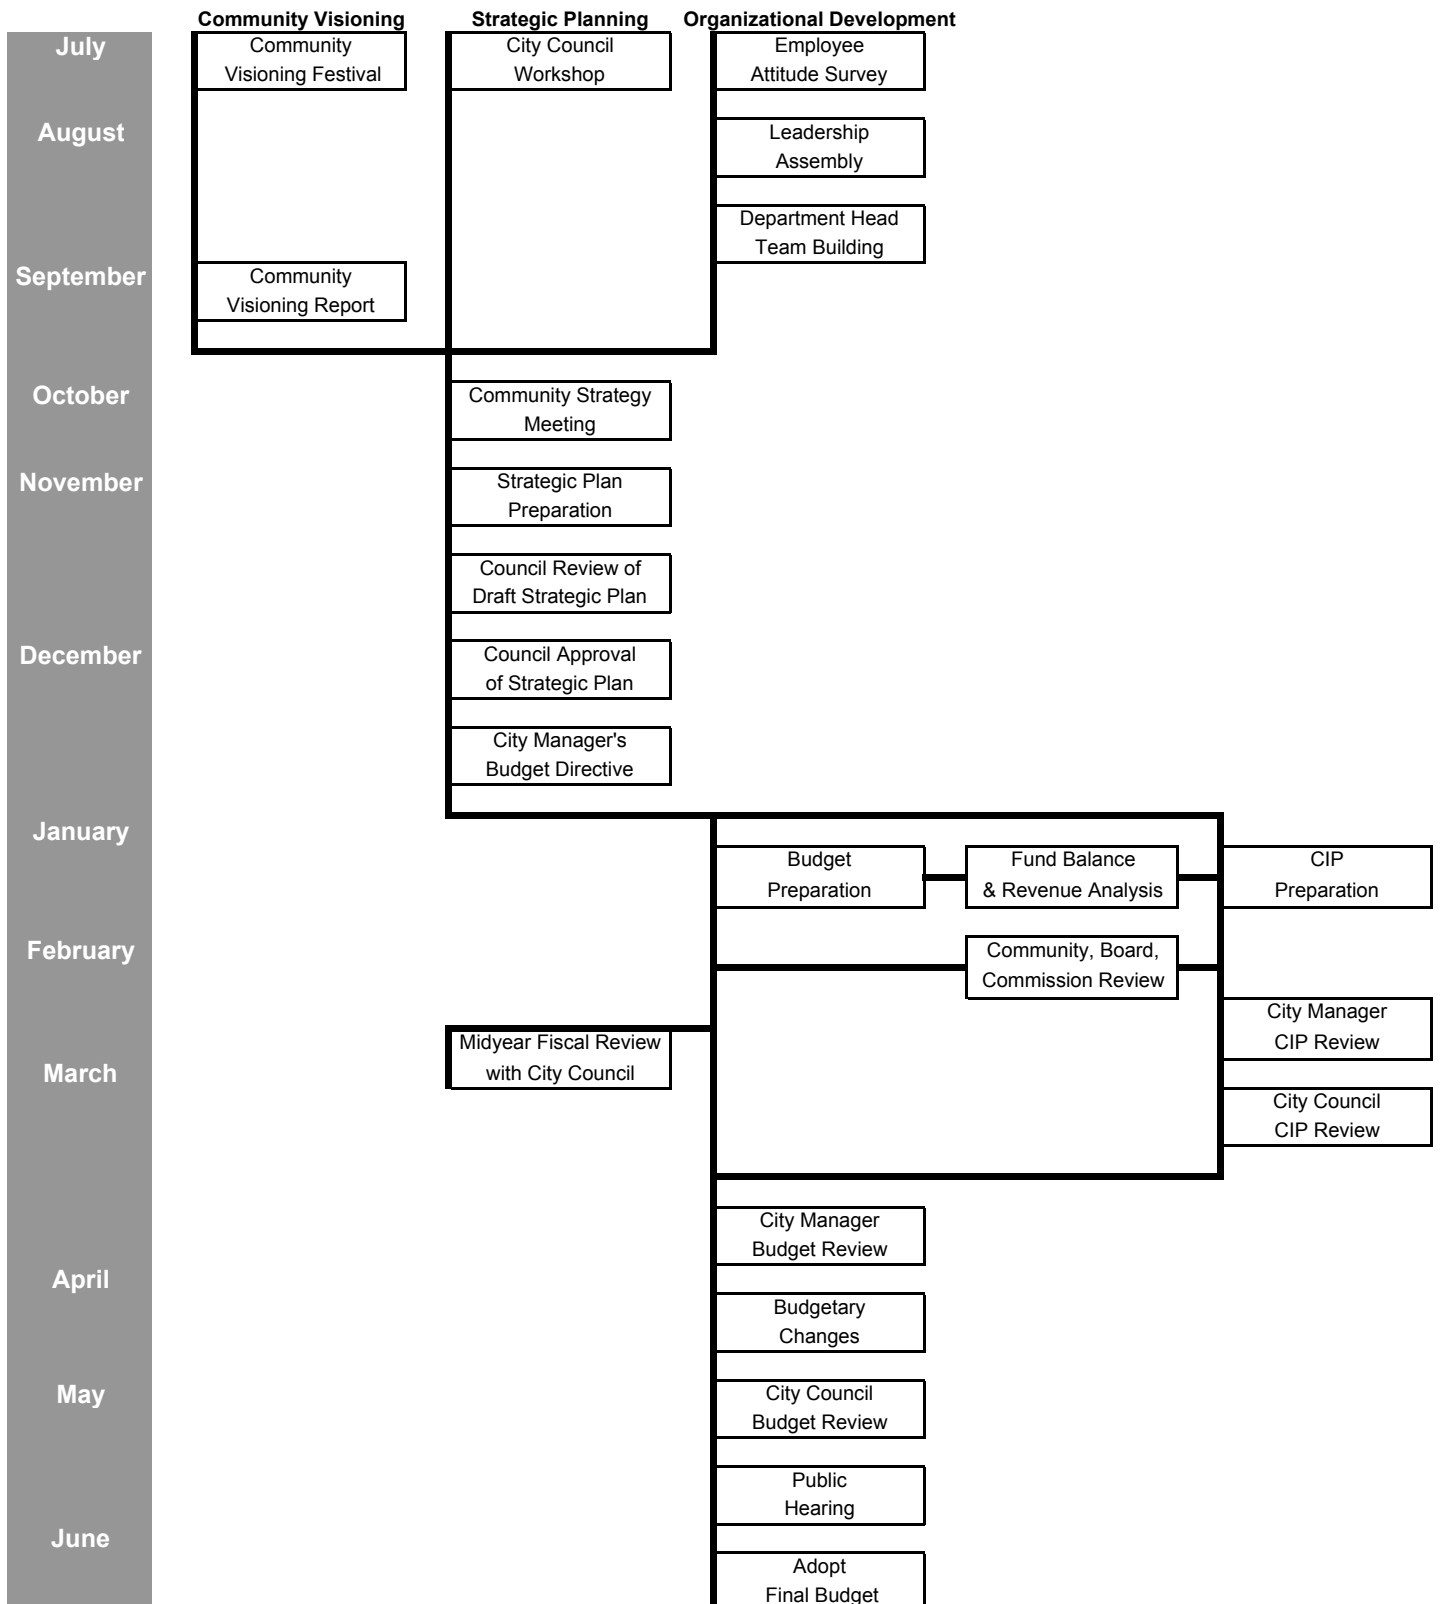 Community Visioning
Strategic Planning
Organizational Development
July
Community
Visioning Festival
City Council
Workshop
Employee
Attitude Survey
August
Leadership
Assembly
Department Head
Team Building
September
Community
Visioning Report
October
Community Strategy
Meeting
November
Strategic Plan
Preparation
Council Review of
Draft Strategic Plan
December
Council Approval
of Strategic Plan
City Manager's
Budget Directive
January
Budget
Preparation
Fund Balance
& Revenue Analysis
CIP
Preparation
February
Community, Board,
Commission Review
City Manager
CIP Review
March
Midyear Fiscal Review
with City Council
City Council
CIP Review
City Manager
Budget Review
April
Budgetary
Changes
May
City Council
Budget Review
Public
Hearing
June
Adopt
Final Budget